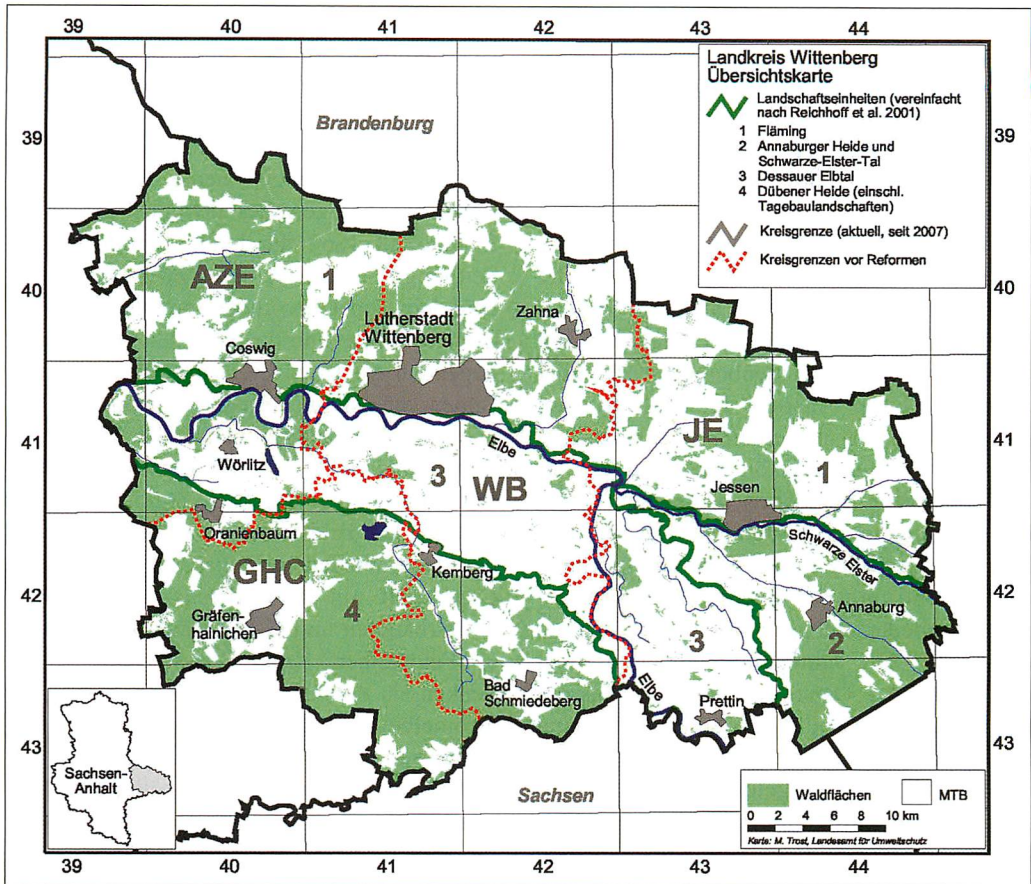 39 40 41 42 43 44
Landkreis Wittenberg
Übersichtskarte
Landschaftseinheiten (vereinfacht
nach Reichhoff et al. 2001)
1 Fläming
2 Annaburger Heide und
Schwarze-Elster-Tal
3 Dessauer Elbtal
4 Dübener Heide (einschl.
Tagebaulandschaften)
Kreisgrenze (aktuell, seit 2007)
Kreisgrenzen vor Reformen
Brandenburg
39
39
AZE
1
40
40
Lutherstadt
Wittenberg
Zahna
Coswig
41
41
Elbe
JE
3
WB
1
Wörlitz
Jessen
Oranienbaum
Schwarze Elster
GHC
Kemberg
42
42
Annaburg
Gräfen-
hainichen
4
3
2
Bad
Schmiedeberg
Elbe
Prettin
43
43
Sachsen-
Anhalt
Sachsen
Waldflächen
MTB
0 2 4 6 8 10 km
Karte: M. Trost, Landesamt für Umweltschutz
39 40 41 42 43 44